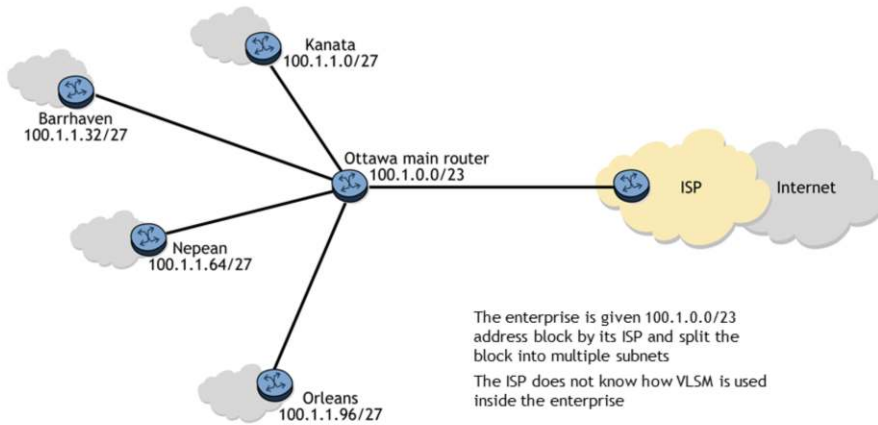 Kanata
100.1.1.0/27
Barrhaven
100.1.1.32/27
Ottawa main router
100.1.0.0/23
ISP
Internet
Nepean
100.1.1.64/27
The enterprise is given 100.1.0.0/23
address block by its ISP and split the
block into multiple subnets
The ISP does not know how VLSM is used
inside the enterprise
Orleans
100.1.1.96/27